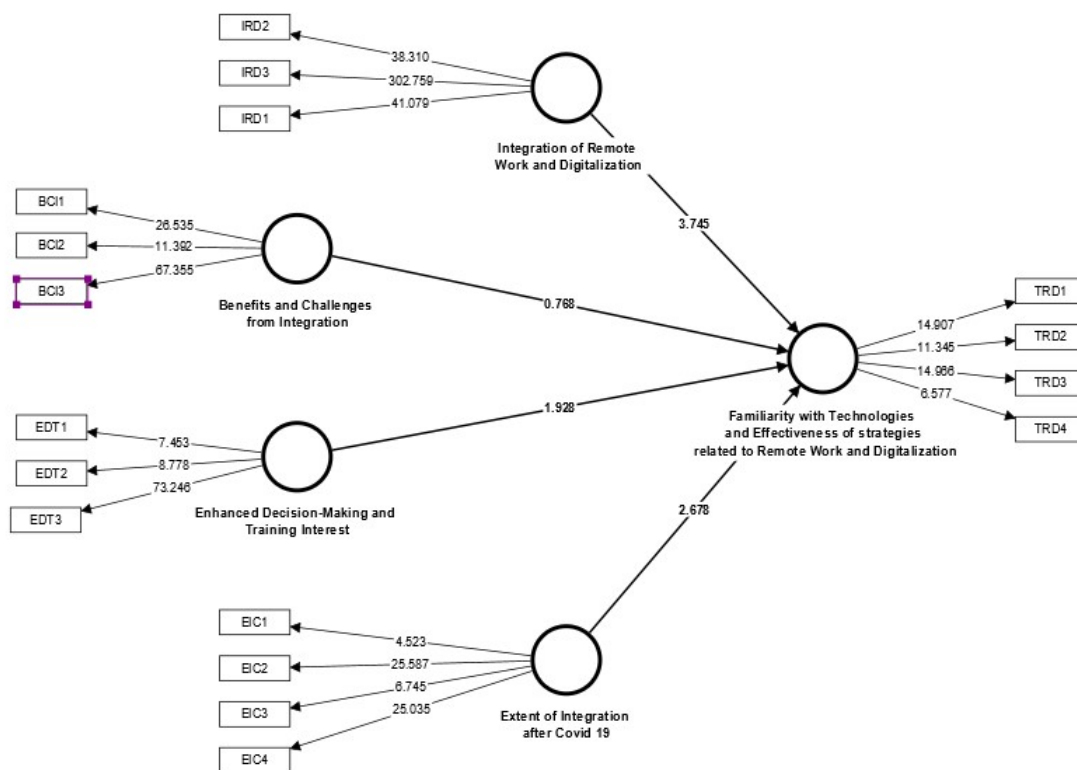 IRD2
38.310
IRD3
302.759
IRD1
41.079
Integration of Remote
Work and Digitalization
3.745
BCI1
26.535
BCI2
11.392
BCI3
67.355
Benefits and Challenges
from Integration
0.768
TRD1
14.907
TRD2
11.345
TRD3
14.966
TRD4
6.577
Familiarity with Technologies
and Effectiveness of strategies
related to Remote Work and Digitalization
EDT1
7.453
EDT2
8.778
EDT3
73.246
Enhanced Decision-Making and
Training Interest
1.928
2.678
EIC1
4.523
EIC2
25.587
EIC3
6.745
EIC4
25.035
Extent of Integration
after Covid 19